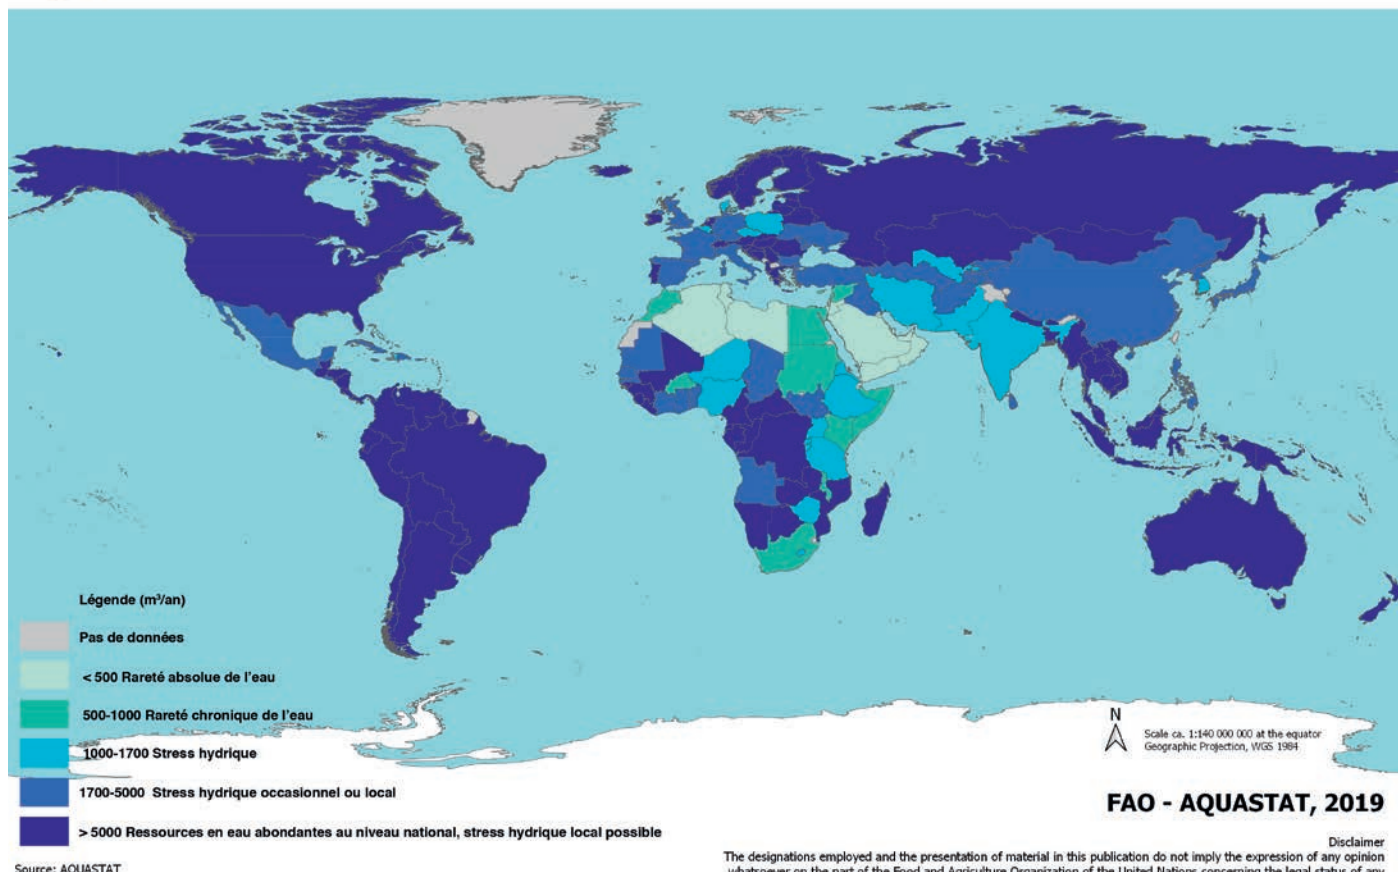 Légende (m³/an)
Pas de données
< 500 Rareté absolue de l'eau
500-1000 Rareté chronique de l'eau
1000-1700 Stress hydrique
1700-5000 Stress hydrique occasionnel ou local
> 5000 Ressources en eau abondantes au niveau national, stress hydrique local possible
Source: AQUASTAT
N
Scale ca. 1:140 000 000 at the equator
Geographic Projection, WGS 1984
FAO - AQUASTAT, 2019
Disclaimer
The designations employed and the presentation of material in this publication do not imply the expression of any opinion
whatsoever on the part of the Food and Agriculture Organization of the United Nations concerning the legal status of any